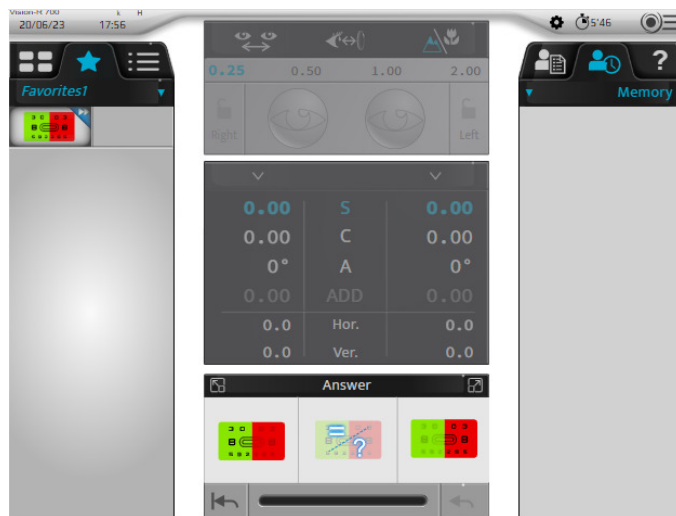 Vision-R 700 L H
20/06/23 17:56
5'46
Favorites1
Memory
?
0.25 0.50 1.00 2.00
Right Left
0.00 S 0.00
0.00 C 0.00
0° A 0°
0.00 ADD 0.00
0.0 Hor. 0.0
0.0 Ver. 0.0
Answer
?